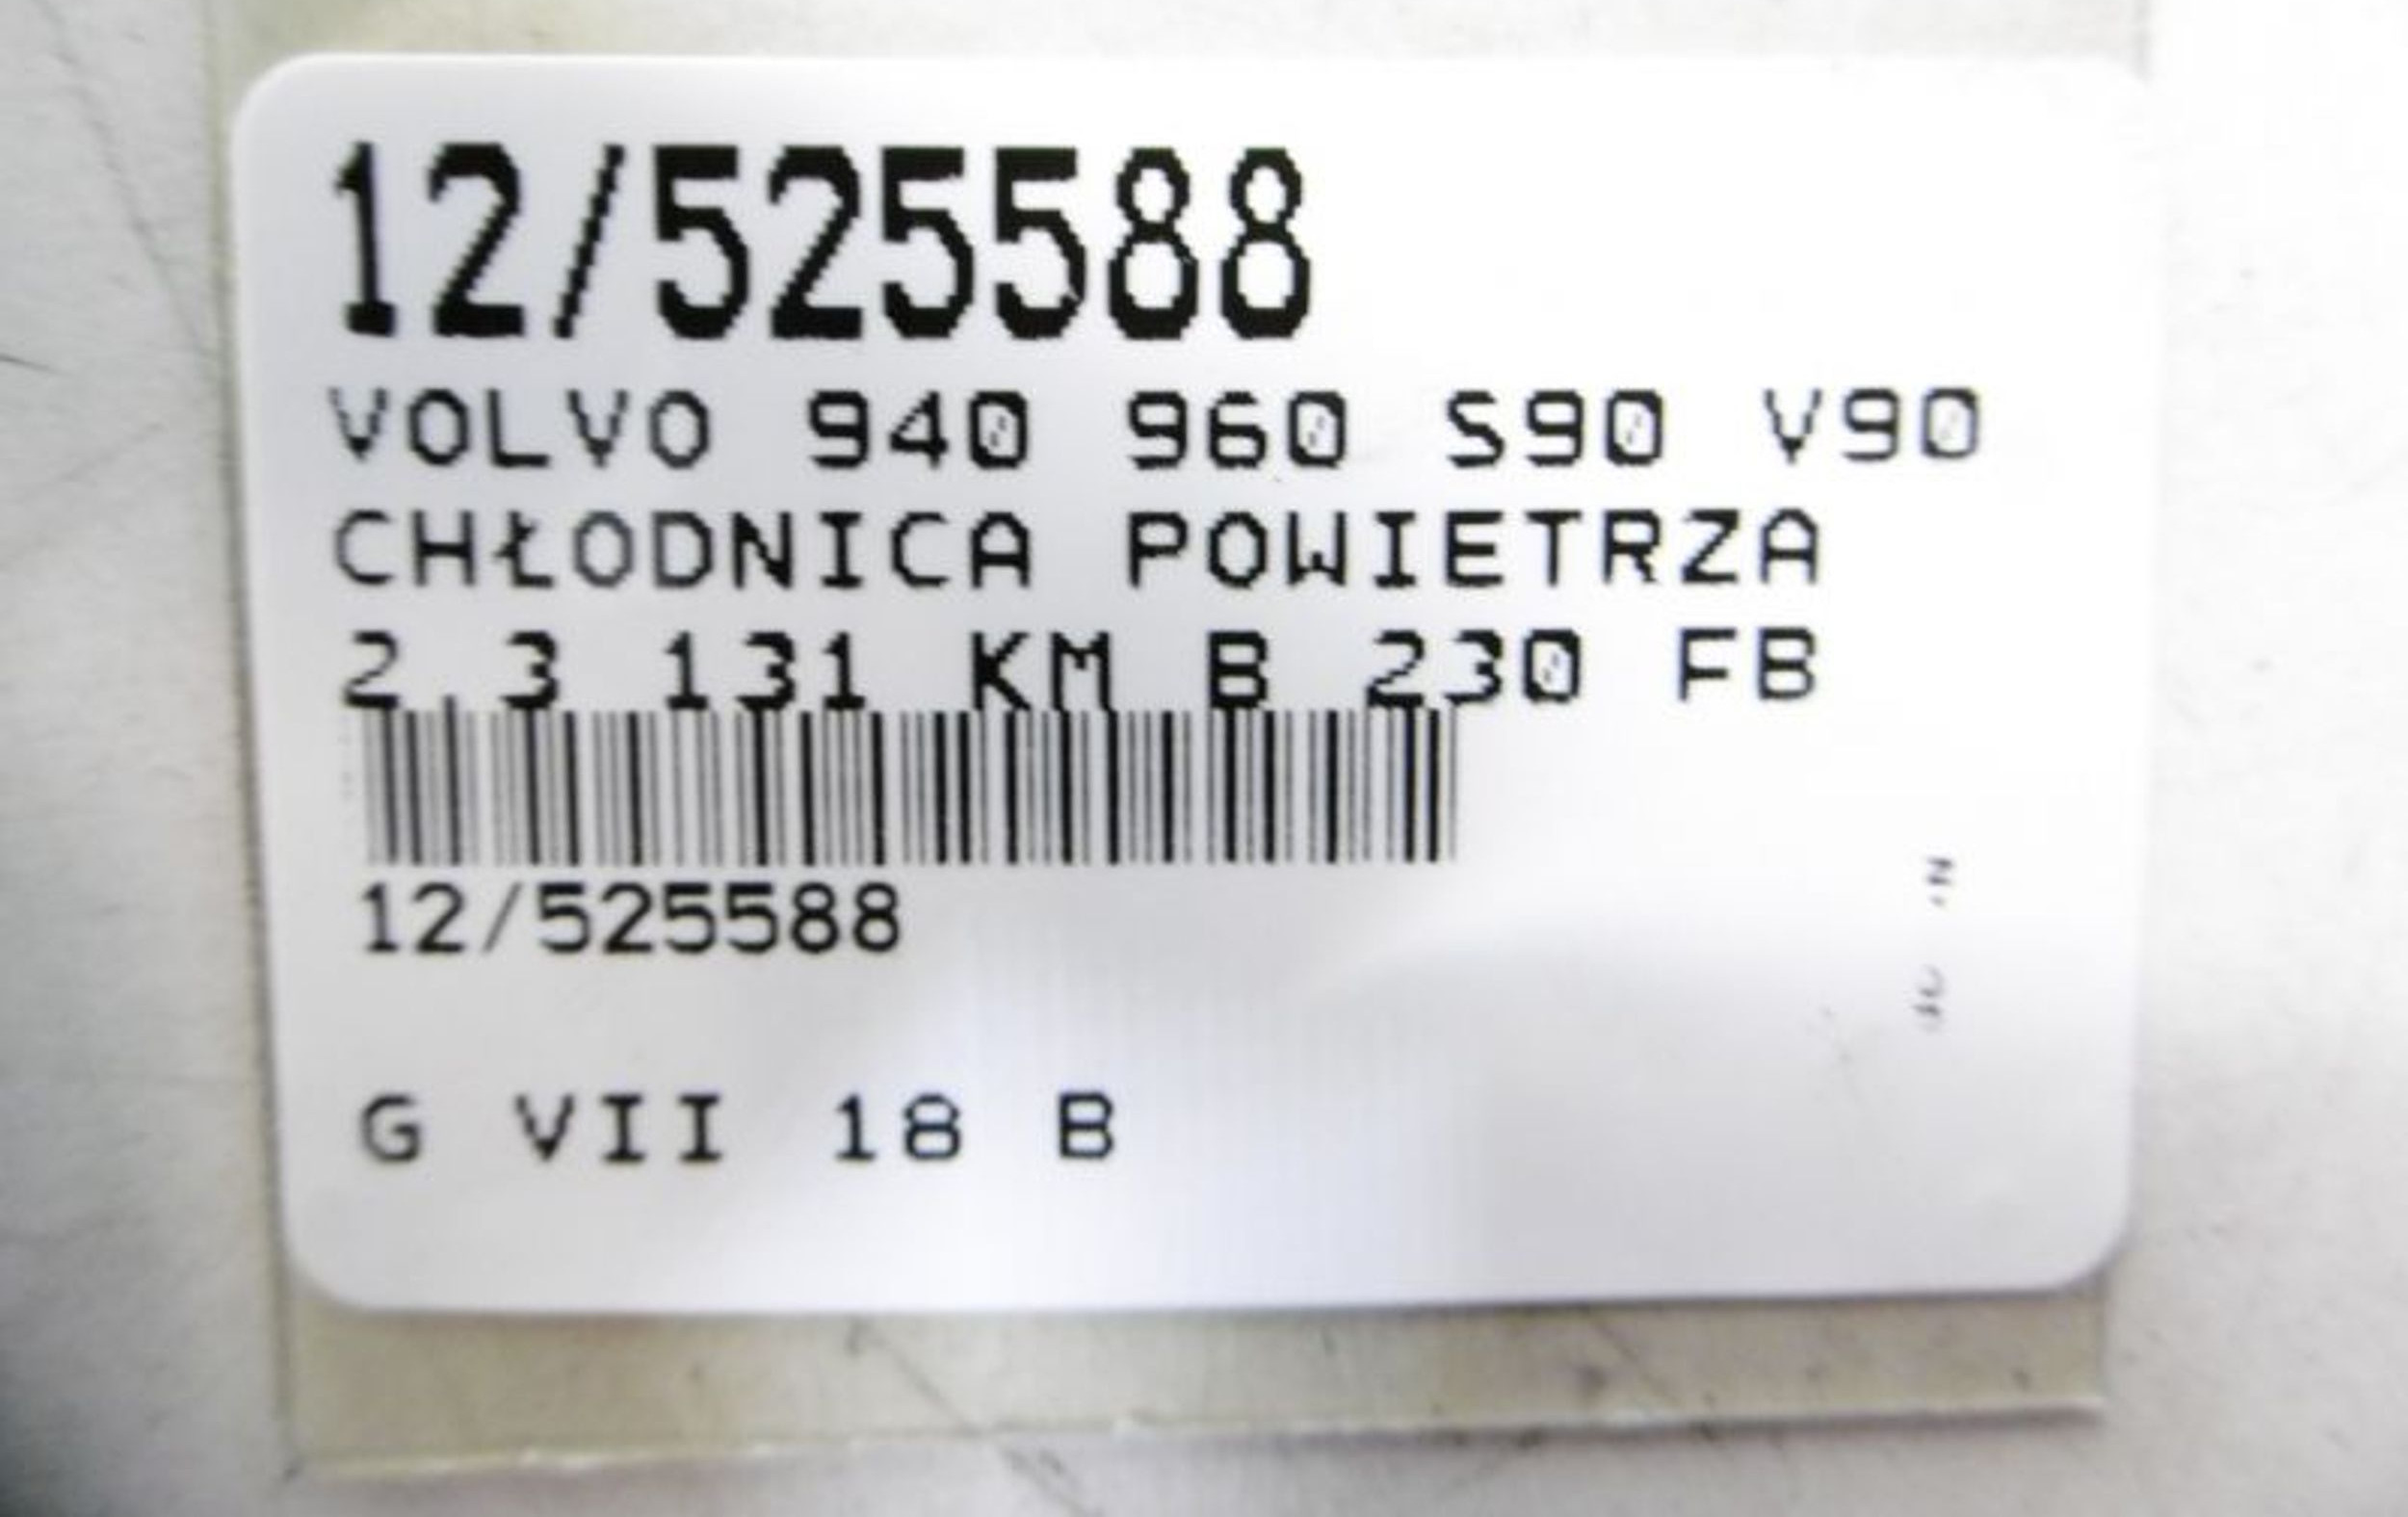 12/525588
VOLVO 940 960 S90 V90
CHŁODNICA POWIETRZA
2.3 131 KM B 230 FB
12/525588
G VII 18 B